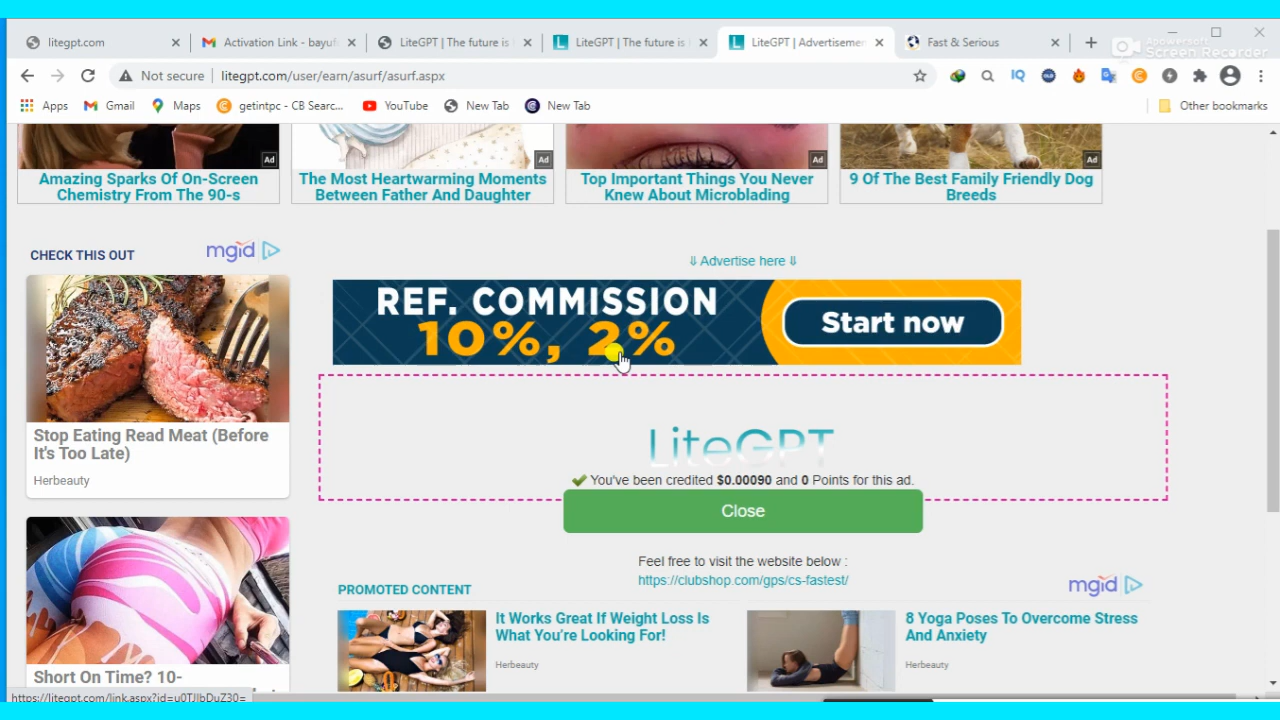 litegpt.com
Activation Link - bayuf
LiteGPT | The future is
LiteGPT | The future is
LiteGPT | Advertisemen
Fast & Serious
Apowersoft
Screen Recorder
Not secure
litegpt.com/user/earn/asurf/asurf.aspx
IQ
Apps
Gmail
Maps
getintpc - CB Searc...
YouTube
New Tab
New Tab
Other bookmarks
Ad
Ad
Ad
Ad
Amazing Sparks Of On-Screen
Chemistry From The 90-s
The Most Heartwarming Moments
Between Father And Daughter
Top Important Things You Never
Knew About Microblading
9 Of The Best Family Friendly Dog
Breeds
CHECK THIS OUT
mgid
⇓ Advertise here ⇓
REF. COMMISSION
10%, 2%
Start now
Stop Eating Read Meat (Before
It's Too Late)
Herbeauty
LiteGPT
You've been credited $0.00090 and 0 Points for this ad.
Close
Feel free to visit the website below :
https://clubshop.com/gps/cs-fastest/
PROMOTED CONTENT
mgid
It Works Great If Weight Loss Is
What You're Looking For!
Herbeauty
8 Yoga Poses To Overcome Stress
And Anxiety
Herbeauty
Short On Time? 10-
https://litegpt.com/link.aspx?id=u0TJIbDuZ30=